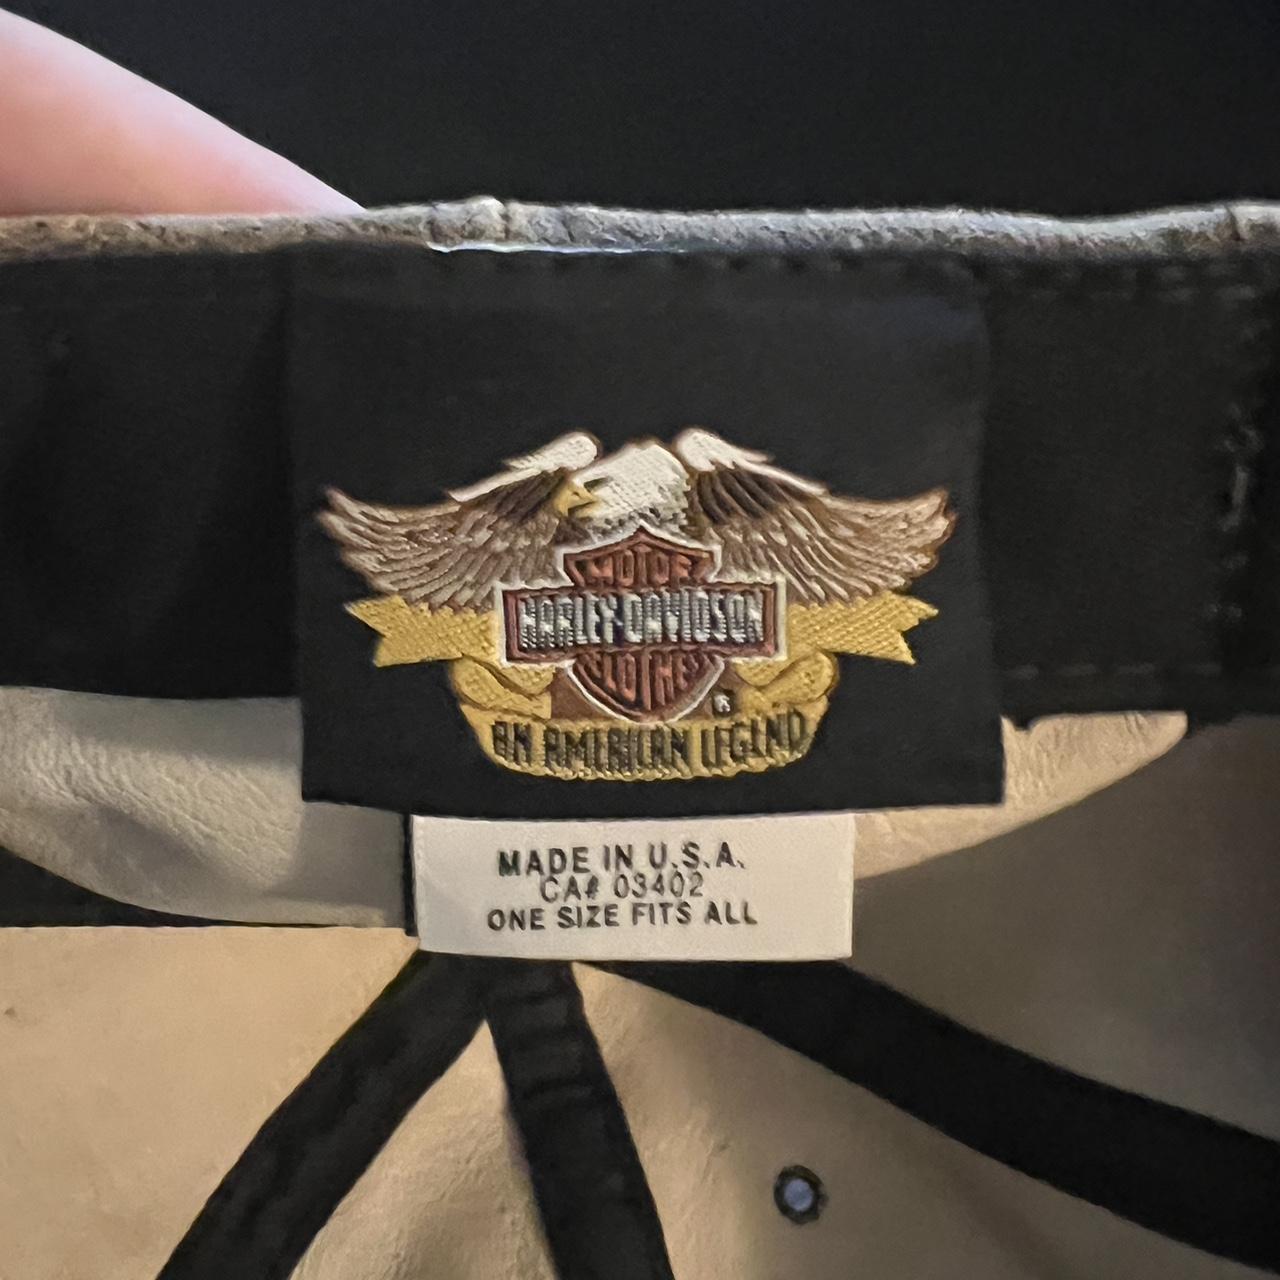 MOTOR
HARLEY-DAVIDSON
CLOTHES
®
AN AMERICAN LEGEND
MADE IN U.S.A.
CA# 03402
ONE SIZE FITS ALL